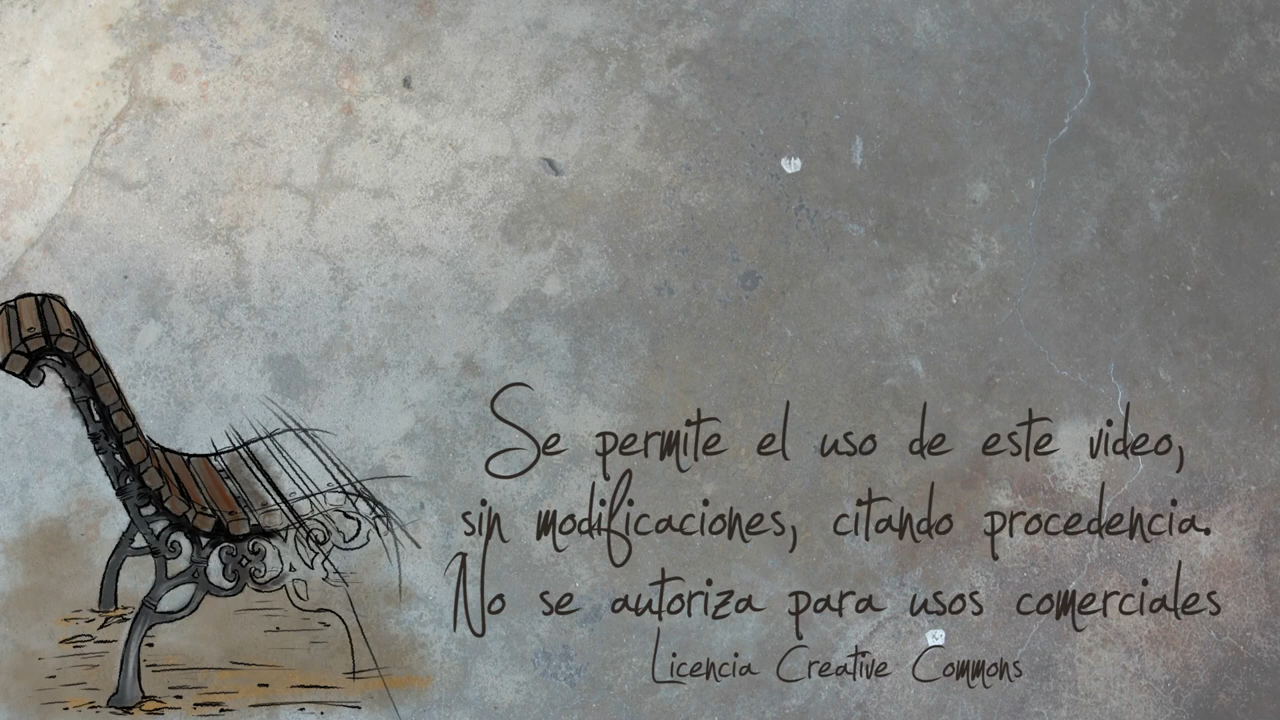 Se permite el uso de este video,
sin modificaciones, citando procedencia.
No se autoriza para usos comerciales
Licencia Creative Commons